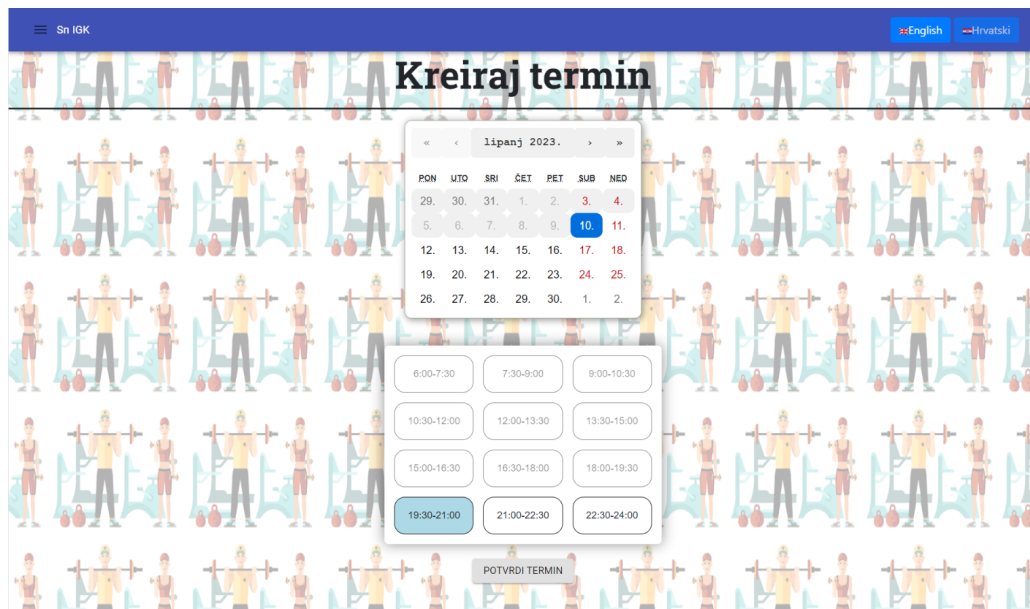 Sn IGK English Hrvatski
Kreiraj termin
« ‹ lipanj 2023. › »
PON UTO SRI ČET PET SUB NED
29. 30. 31. 1. 2. 3. 4.
5. 6. 7. 8. 9. 10. 11.
12. 13. 14. 15. 16. 17. 18.
19. 20. 21. 22. 23. 24. 25.
26. 27. 28. 29. 30. 1. 2.
6:00-7:30 7:30-9:00 9:00-10:30
10:30-12:00 12:00-13:30 13:30-15:00
15:00-16:30 16:30-18:00 18:00-19:30
19:30-21:00 21:00-22:30 22:30-24:00
POTVRDI TERMIN